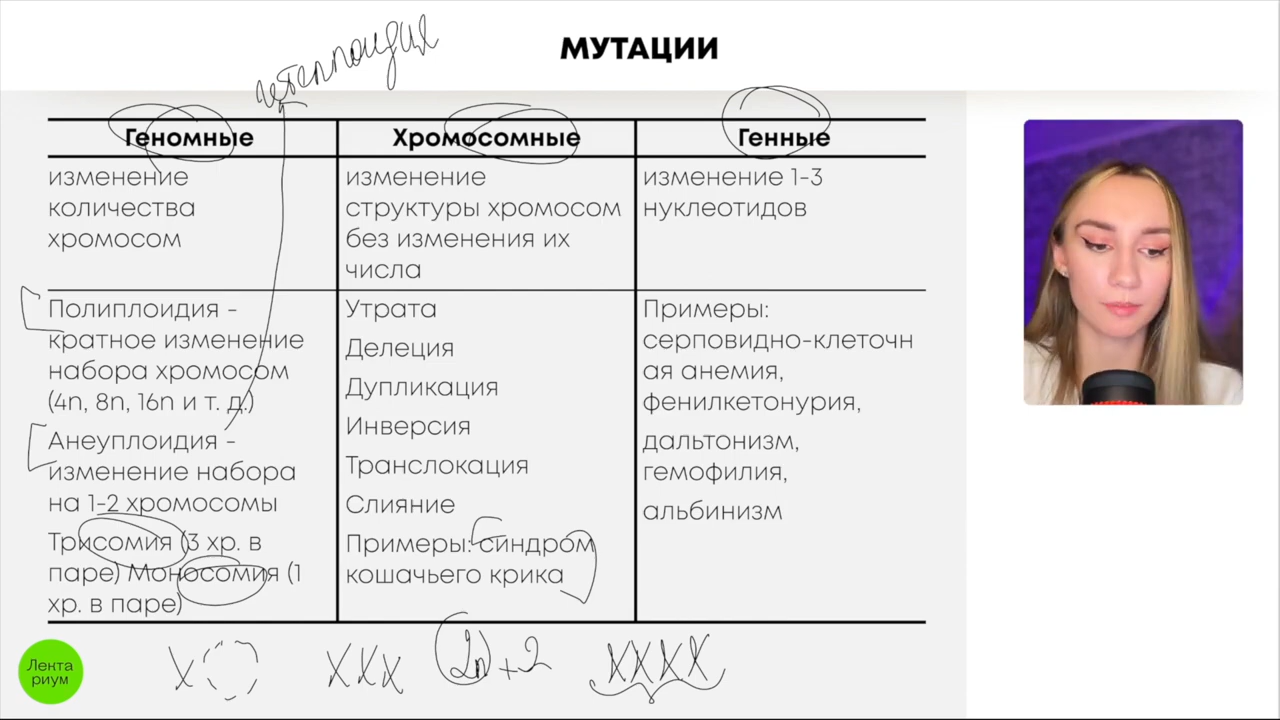 МУТАЦИИ
гетероплоидия
Геномные
изменение
количества
хромосом
Полиплоидия -
кратное изменение
набора хромосом
(4n, 8n, 16n и т. д.)
Анеуплоидия -
изменение набора
на 1-2 хромосомы
Трисомия (3 хр. в
паре) Моносомия (1
хр. в паре)
Хромосомные
изменение
структуры хромосом
без изменения их
числа
Утрата
Делеция
Дупликация
Инверсия
Транслокация
Слияние
Примеры: синдром
кошачьего крика
Генные
изменение 1-3
нуклеотидов
Примеры:
серповидно-клеточн
ая анемия,
фенилкетонурия,
дальтонизм,
гемофилия,
альбинизм
X XXX 2n+2 XXXX
Лекта
риум